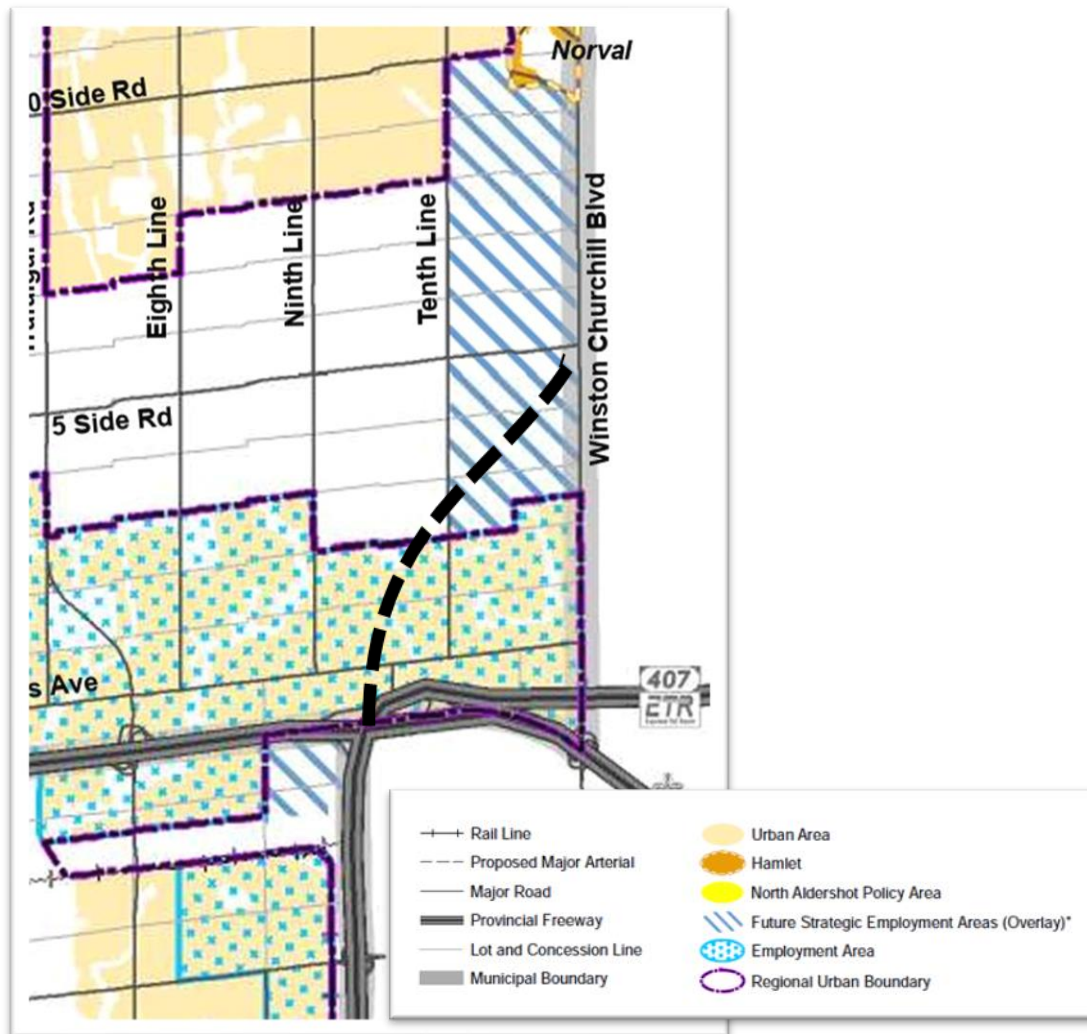 Norval
0 Side Rd
Eighth Line
Ninth Line
Tenth Line
Winston Churchill Blvd
5 Side Rd
s Ave
407
ETR
Rail Line
Proposed Major Arterial
Major Road
Provincial Freeway
Lot and Concession Line
Municipal Boundary
Urban Area
Hamlet
North Aldershot Policy Area
Future Strategic Employment Areas (Overlay)*
Employment Area
Regional Urban Boundary